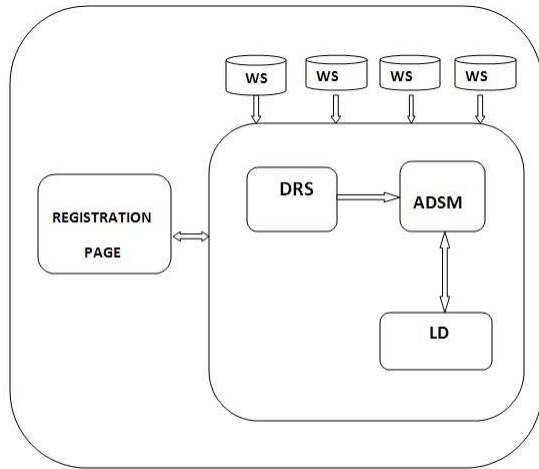 WS WS WS WS
DRS
ADSM
REGISTRATION
PAGE
LD